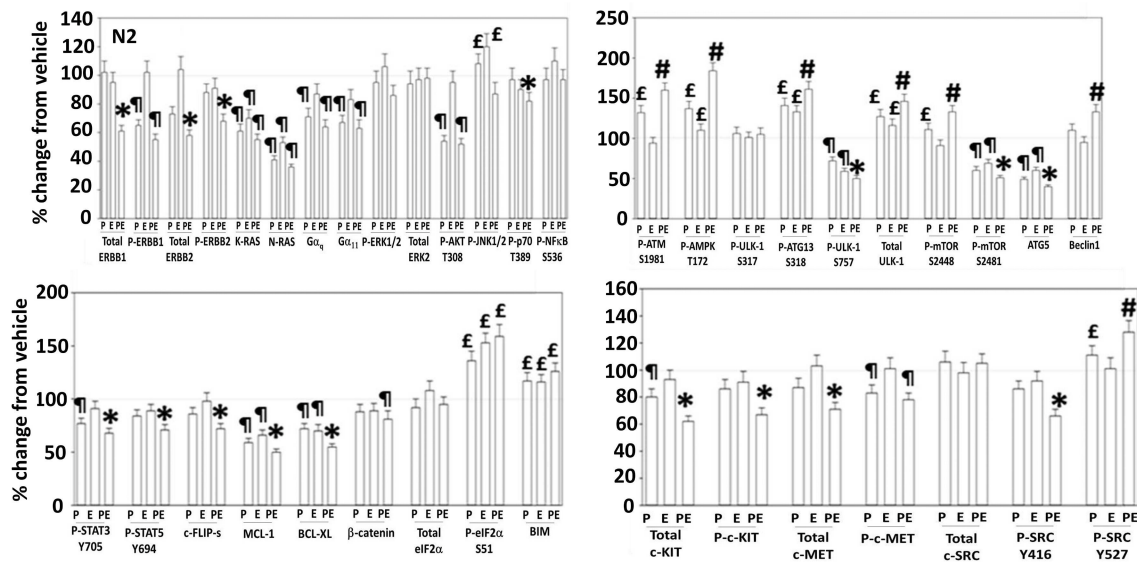 N2
% change from vehicle
140
120
100
80
60
40
20
0
¶ * ¶ ¶ * * ¶ ¶ ¶ ¶ ¶ ¶ ¶ ¶ ¶ ¶ ¶ £ £ *
P E PE P E PE P E PE P E PE P E PE P E PE P E PE P E PE P E PE P E PE P E PE P E PE P E PE P E PE
Total P-ERBB1 Total P-ERBB2 K-RAS N-RAS Gαq Gα11 P-ERK1/2 Total P-AKT P-JNK1/2 P-p70 P-NFκB
ERBB1 ERBB2 ERK2 T308 T389 S536
250
200
150
100
50
0
£ # £ £ # £ £ # ¶ ¶ * £ £ # £ # ¶ ¶ * ¶ ¶ * #
P E PE P E PE P E PE P E PE P E PE P E PE P E PE P E PE P E PE P E PE
P-ATM P-AMPK P-ULK-1 P-ATG13 P-ULK-1 Total P-mTOR P-mTOR ATG5 Beclin1
S1981 T172 S317 S318 S757 ULK-1 S2448 S2481
% change from vehicle
200
150
100
50
0
¶ * * * ¶ ¶ * ¶ ¶ * ¶ £ £ £ £ £ £
P E PE P E PE P E PE P E PE P E PE P E PE P E PE P E PE P E PE
P-STAT3 P-STAT5 c-FLIP-s MCL-1 BCL-XL β-catenin Total P-eIF2α BIM
Y705 Y694 eIF2α S51
160
140
120
100
80
60
40
20
0
¶ * * * ¶ ¶ * £ #
P E PE P E PE P E PE P E PE P E PE P E PE P E PE
Total P-c-KIT Total P-c-MET Total P-SRC P-SRC
c-KIT c-MET c-SRC Y416 Y527